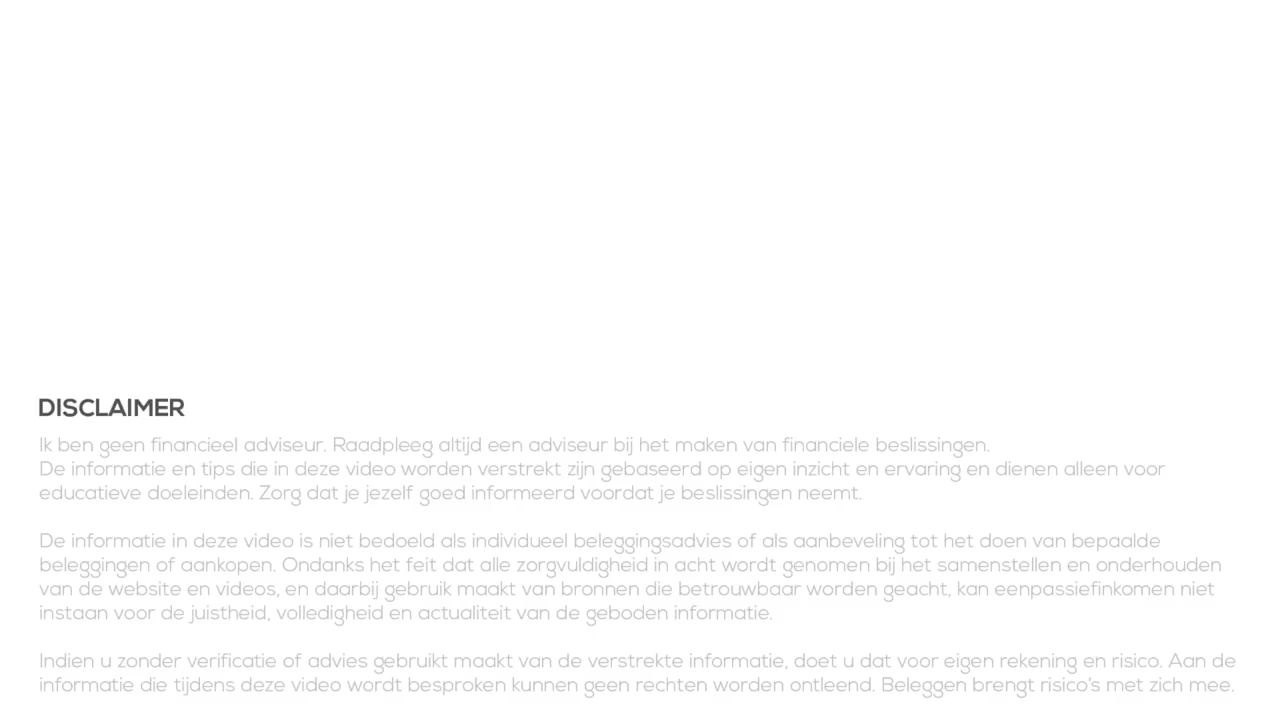 DISCLAIMER
Ik ben geen financieel adviseur. Raadpleeg altijd een adviseur bij het maken van financiele beslissingen.
De informatie en tips die in deze video worden verstrekt zijn gebaseerd op eigen inzicht en ervaring en dienen alleen voor
educatieve doeleinden. Zorg dat je jezelf goed informeerd voordat je beslissingen neemt.
De informatie in deze video is niet bedoeld als individueel beleggingsadvies of als aanbeveling tot het doen van bepaalde
beleggingen of aankopen. Ondanks het feit dat alle zorgvuldigheid in acht wordt genomen bij het samenstellen en onderhouden
van de website en videos, en daarbij gebruik maakt van bronnen die betrouwbaar worden geacht, kan eenpassiefinkomen niet
instaan voor de juistheid, volledigheid en actualiteit van de geboden informatie.
Indien u zonder verificatie of advies gebruikt maakt van de verstrekte informatie, doet u dat voor eigen rekening en risico. Aan de
informatie die tijdens deze video wordt besproken kunnen geen rechten worden ontleend. Beleggen brengt risico's met zich mee.